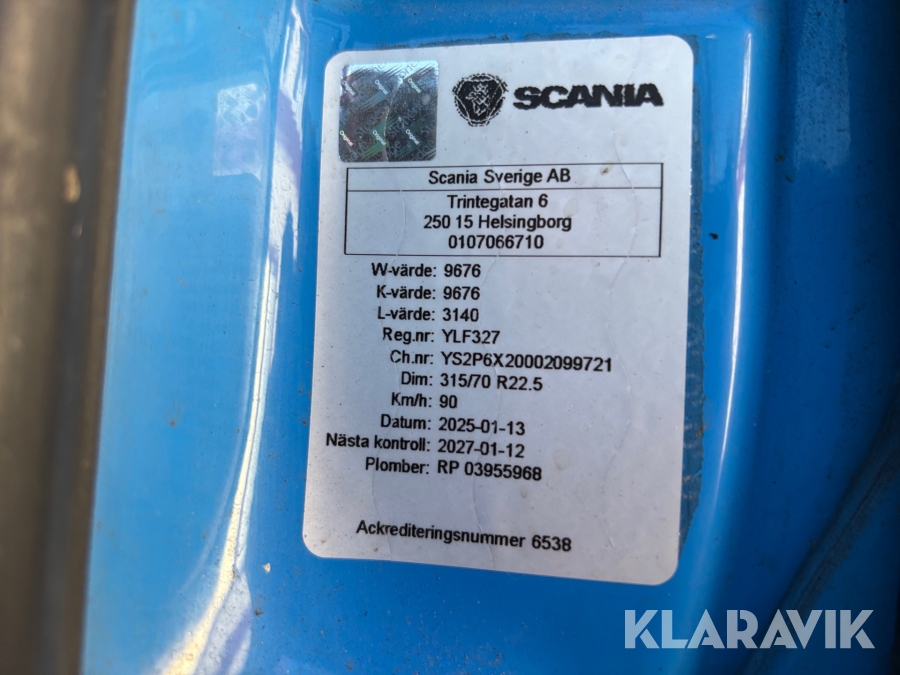 SCANIA
Scania Sverige AB
Trintegatan 6
250 15 Helsingborg
0107066710
W-värde: 9676
K-värde: 9676
L-värde: 3140
Reg.nr: YLF327
Ch.nr: YS2P6X20002099721
Dim: 315/70 R22.5
Km/h: 90
Datum: 2025-01-13
Nästa kontroll: 2027-01-12
Plomber: RP 03955968
Ackrediteringsnummer 6538
KLARAVIK